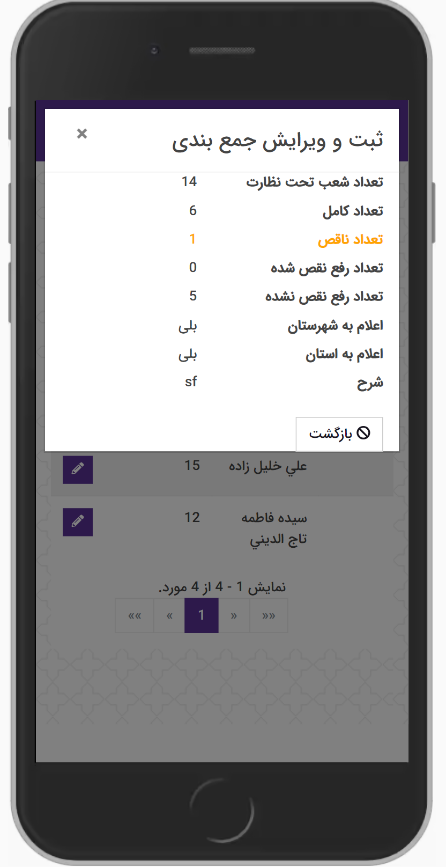 ثبت و ویرایش جمع بندی ×
تعداد شعب تحت نظارت 14
تعداد کامل 6
تعداد ناقص 1
تعداد رفع نقص شده 0
تعداد رفع نقص نشده 5
اعلام به شهرستان بلی
اعلام به استان بلی
شرح sf
بازگشت
علي خليل زاده 15
سيده فاطمه 12
تاج الديني
نمایش 1 - 4 از 4 مورد.
»» » 1 « ««